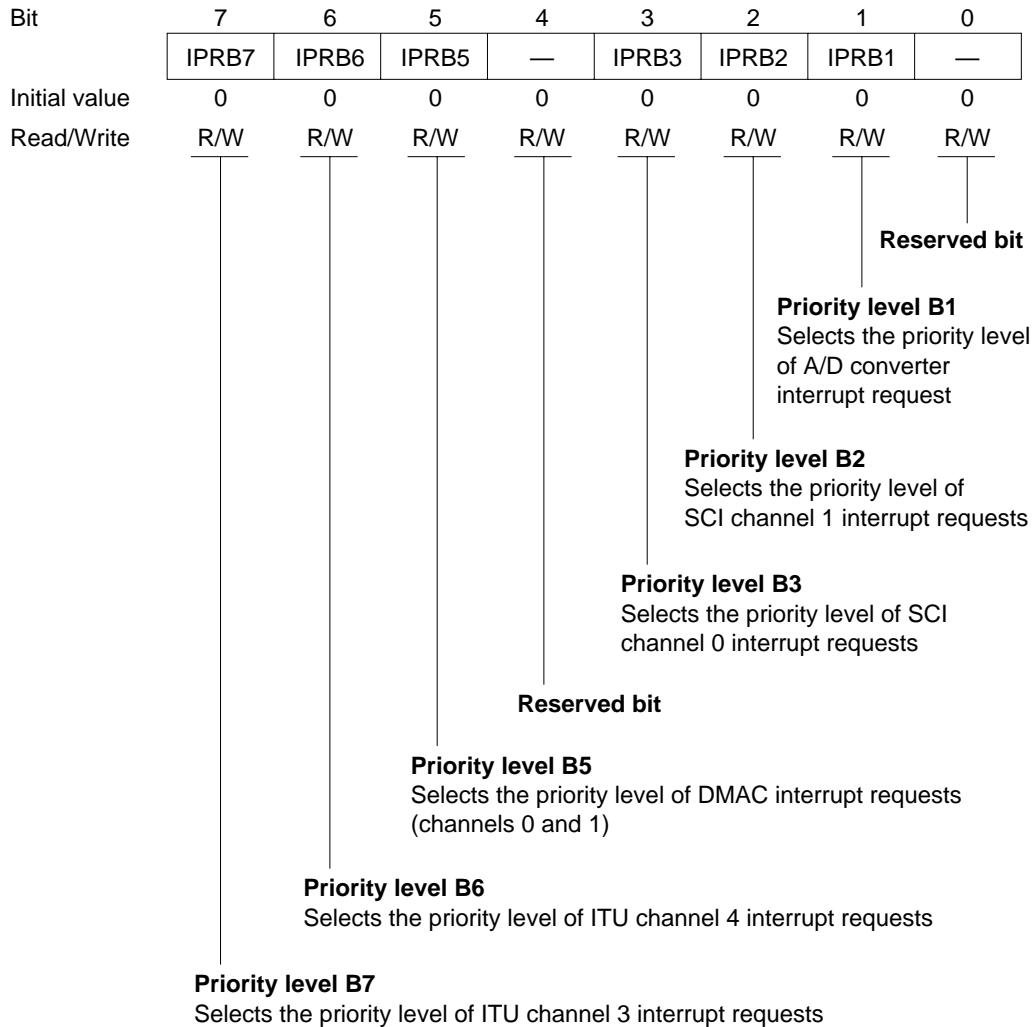 Bit 7 6 5 4 3 2 1 0
IPRB7 IPRB6 IPRB5 — IPRB3 IPRB2 IPRB1 —
Initial value 0 0 0 0 0 0 0 0
Read/Write R/W R/W R/W R/W R/W R/W R/W R/W
Reserved bit
Priority level B1
Selects the priority level
of A/D converter
interrupt request
Priority level B2
Selects the priority level of
SCI channel 1 interrupt requests
Priority level B3
Selects the priority level of SCI
channel 0 interrupt requests
Reserved bit
Priority level B5
Selects the priority level of DMAC interrupt requests
(channels 0 and 1)
Priority level B6
Selects the priority level of ITU channel 4 interrupt requests
Priority level B7
Selects the priority level of ITU channel 3 interrupt requests